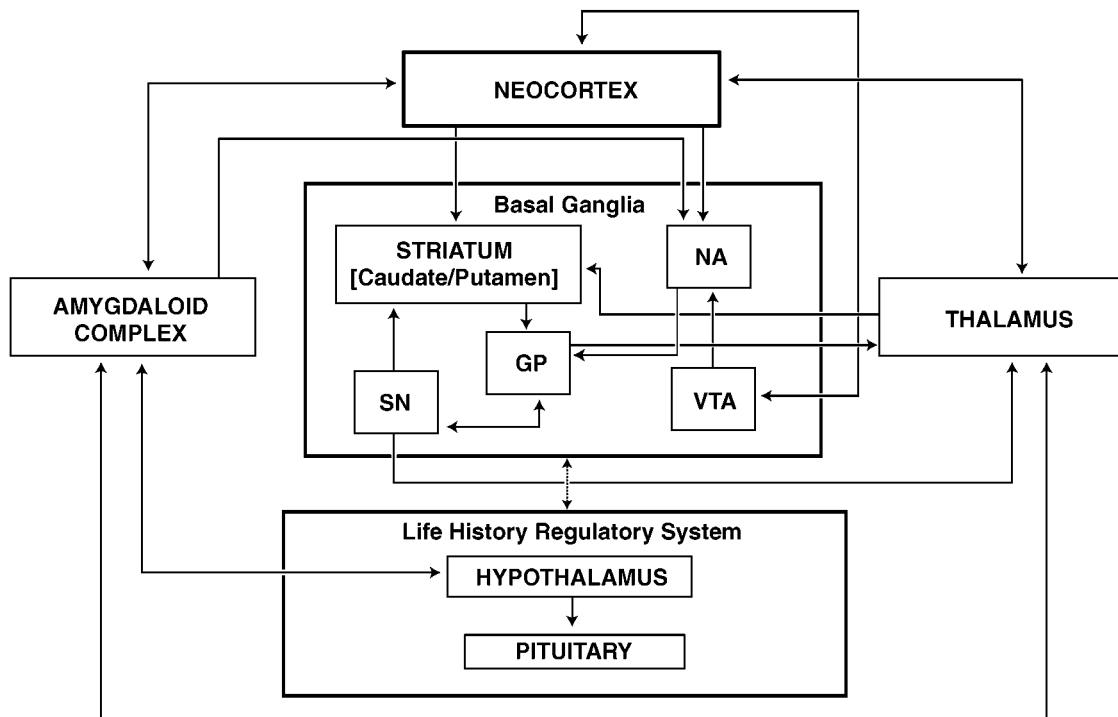 NEOCORTEX
Basal Ganglia
STRIATUM
[Caudate/Putamen]
NA
AMYGDALOID
COMPLEX
THALAMUS
GP
SN
VTA
Life History Regulatory System
HYPOTHALAMUS
PITUITARY